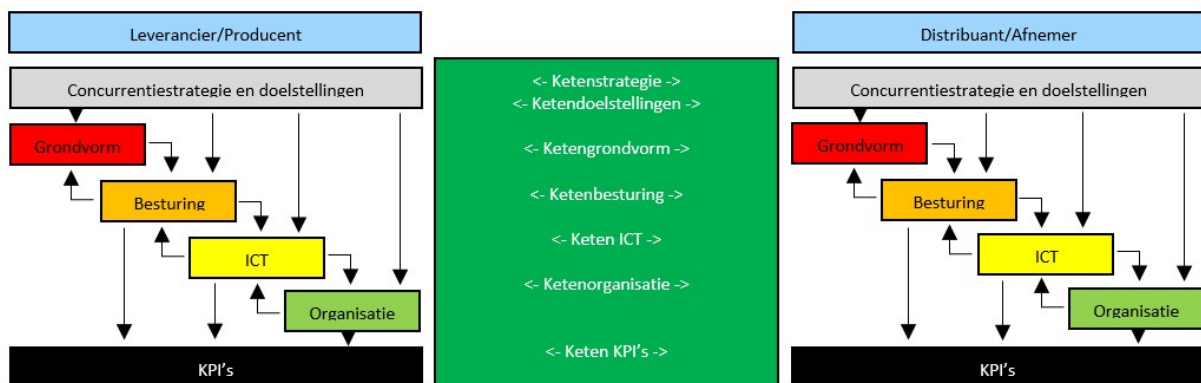 Leverancier/Producent
Concurrentiestrategie en doelstellingen
Grondvorm
Besturing
ICT
Organisatie
KPI's
<- Ketenstrategie ->
<- Ketendoelstellingen ->
<- Ketengrondvorm ->
<- Ketenbesturing ->
<- Keten ICT ->
<- Ketenorganisatie ->
<- Keten KPI's ->
Distribuant/Afnemer
Concurrentiestrategie en doelstellingen
Grondvorm
Besturing
ICT
Organisatie
KPI's